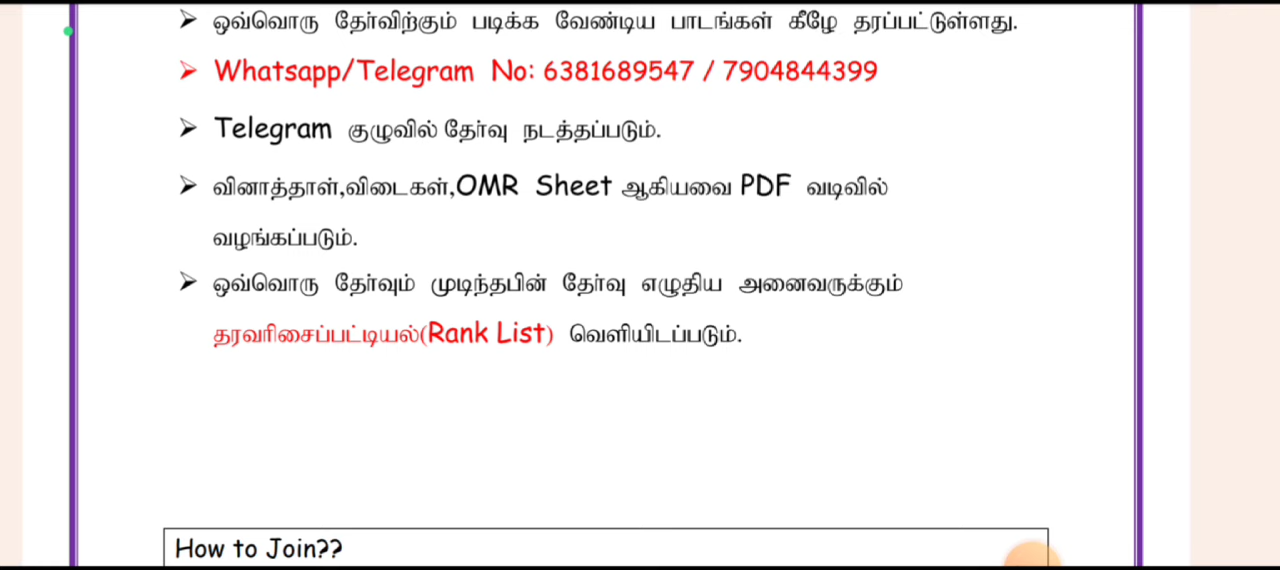 ➢ ஒவ்வொரு தேர்விற்கும் படிக்க வேண்டிய பாடங்கள் கீழே தரப்பட்டுள்ளது.
➢ Whatsapp/Telegram No: 6381689547 / 7904844399
➢ Telegram குழுவில் தேர்வு நடத்தப்படும்.
➢ வினாத்தாள்,விடைகள்,OMR Sheet ஆகியவை PDF வடிவில்
வழங்கப்படும்.
➢ ஒவ்வொரு தேர்வும் முடிந்தபின் தேர்வு எழுதிய அனைவருக்கும்
தரவரிசைப்பட்டியல்(Rank List) வெளியிடப்படும்.
How to Join??